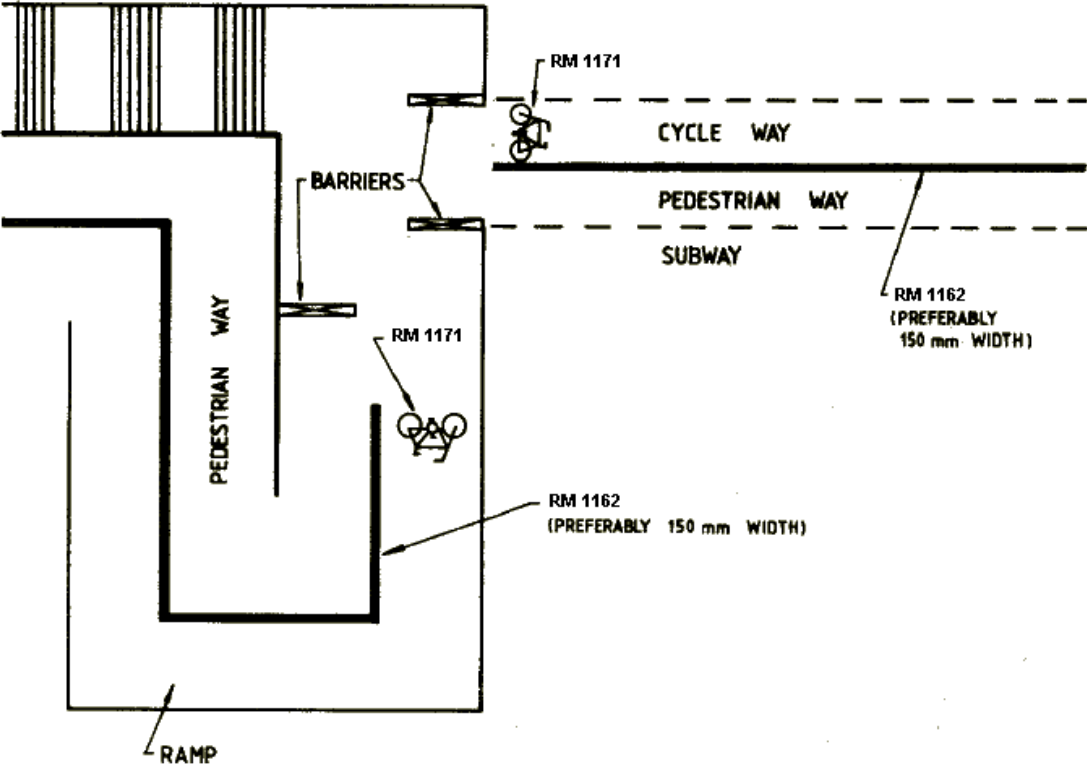 RM 1171
CYCLE WAY
BARRIERS
PEDESTRIAN WAY
SUBWAY
RM 1162
(PREFERABLY
150 mm WIDTH)
PEDESTRIAN WAY
RM 1171
RM 1162
(PREFERABLY 150 mm WIDTH)
RAMP